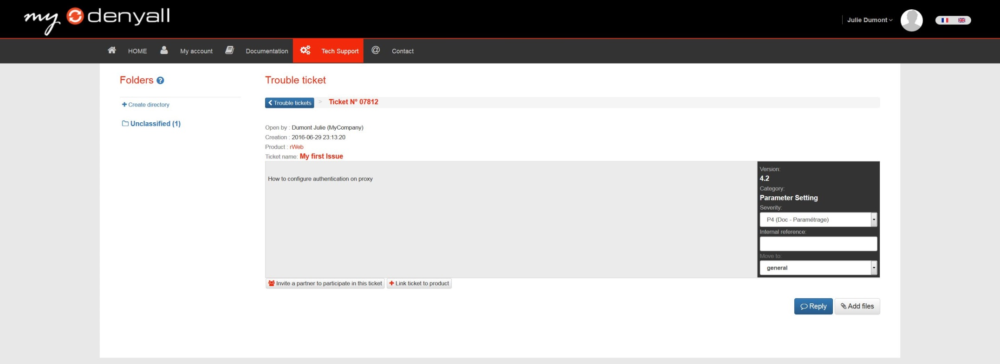 my denyall
Julie Dumont
HOME My account Documentation Tech Support @ Contact
Folders ?
Create directory
Unclassified (1)
Trouble ticket
Trouble tickets > Ticket N° 07812
Open by : Dumont Julie (MyCompany)
Creation : 2016-06-29 23:13:20
Product : rWeb
Ticket name: My first Issue
How to configure authentication on proxy
Version:
4.2
Category:
Parameter Setting
Severity:
P4 (Doc - Paramétrage)
Internal reference:
Move to:
general
Invite a partner to participate in this ticket
Link ticket to product
Reply
Add files